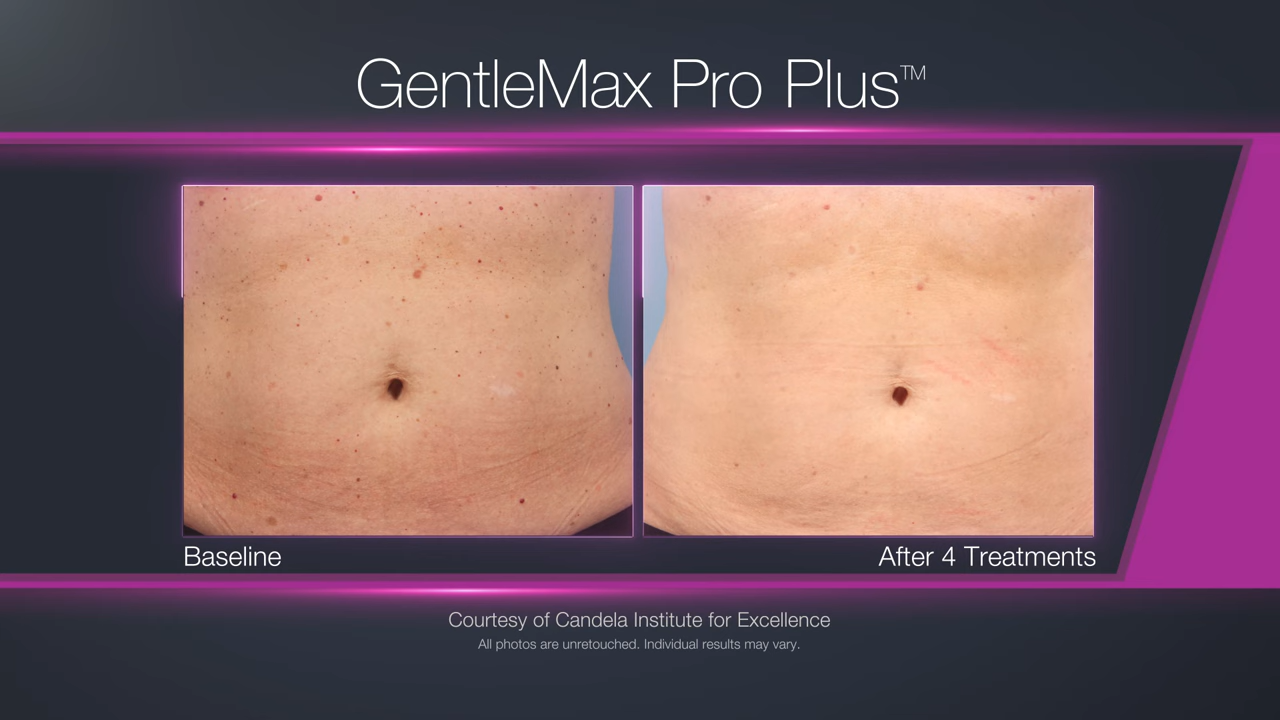 GentleMax Pro Plus™
Baseline
After 4 Treatments
Courtesy of Candela Institute for Excellence
All photos are unretouched. Individual results may vary.